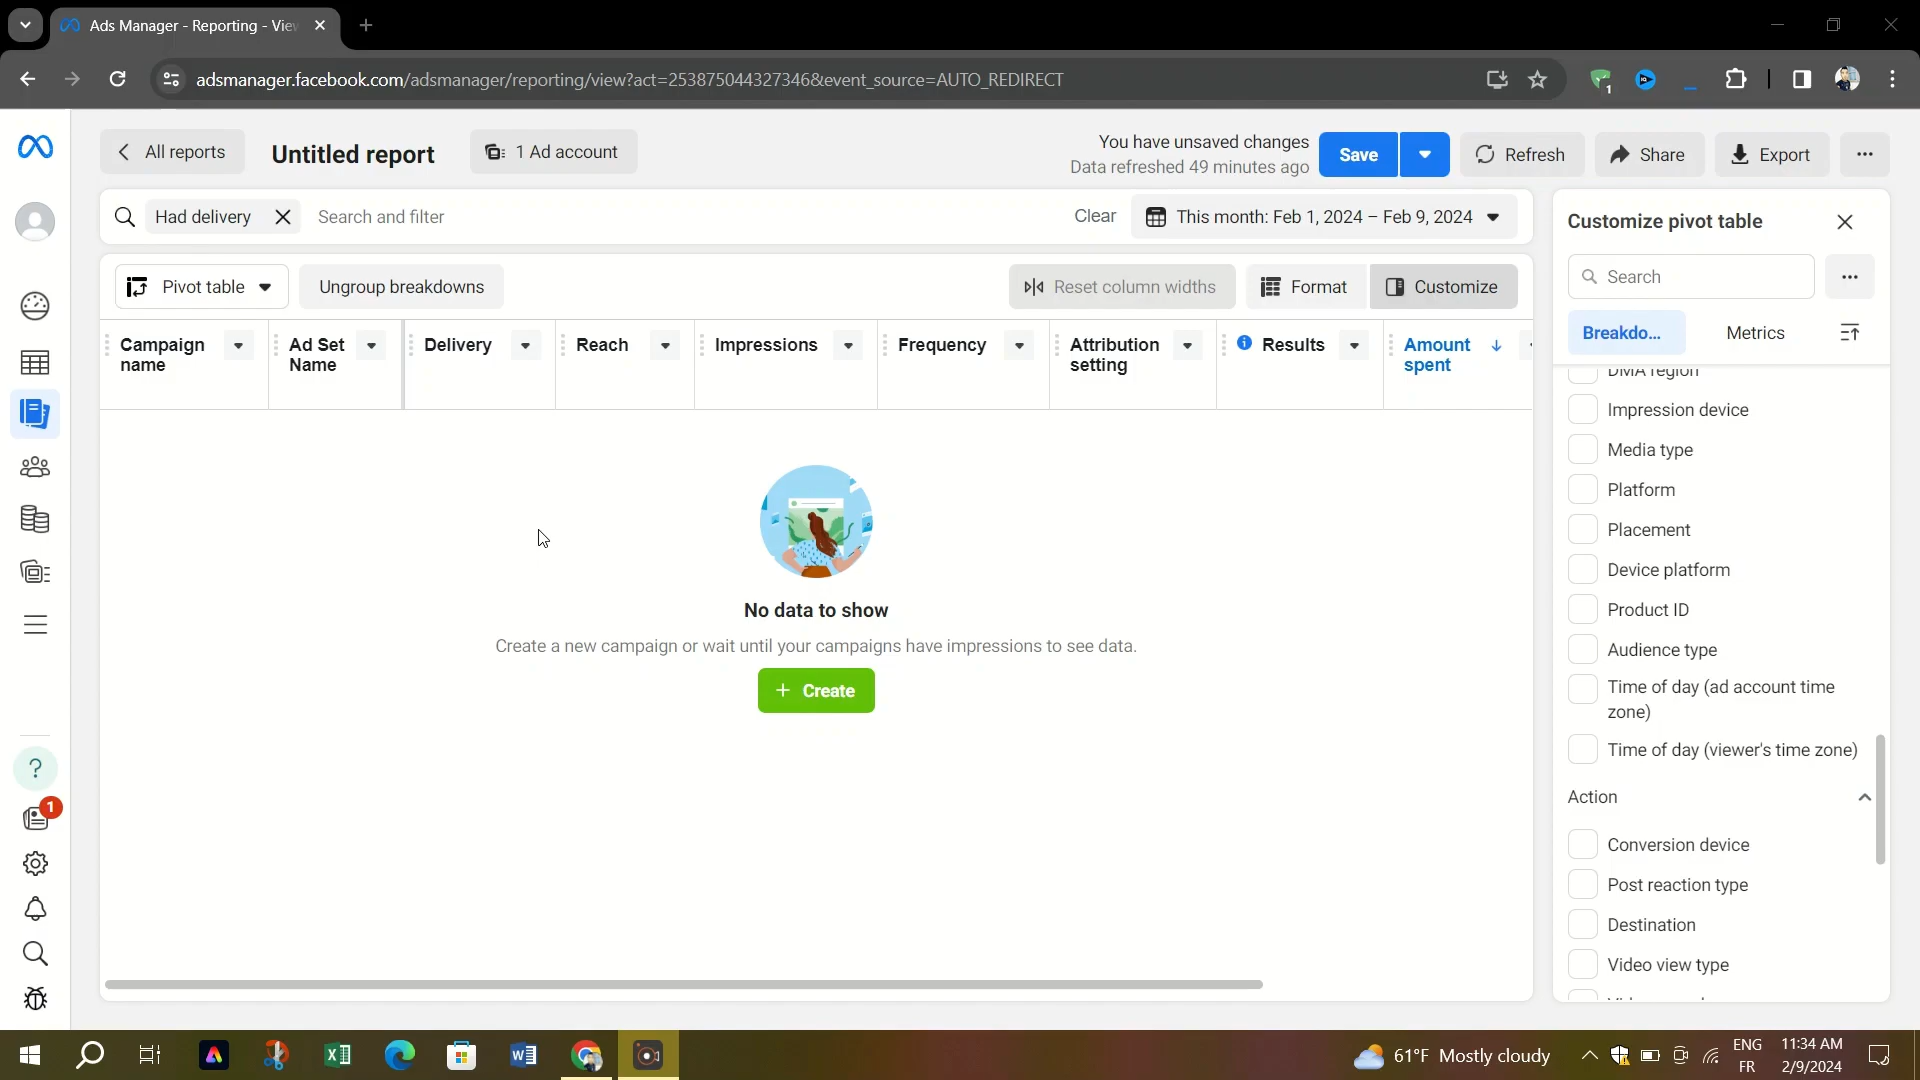 Ads Manager - Reporting - Vie
adsmanager.facebook.com/adsmanager/reporting/view?act=253875044327346&event_source=AUTO_REDIRECT
1
All reports
Untitled report
1 Ad account
You have unsaved changes
Data refreshed 49 minutes ago
Save
Refresh
Share
Export
Had delivery
Search and filter
Clear
This month: Feb 1, 2024 – Feb 9, 2024
Pivot table
Ungroup breakdowns
Reset column widths
Format
Customize
Campaign name
Ad Set Name
Delivery
Reach
Impressions
Frequency
Attribution setting
Results
Amount spent
No data to show
Create a new campaign or wait until your campaigns have impressions to see data.
+ Create
Customize pivot table
Search
Breakdo...
Metrics
DMA region
Impression device
Media type
Platform
Placement
Device platform
Product ID
Audience type
Time of day (ad account time
zone)
Time of day (viewer's time zone)
Action
Conversion device
Post reaction type
Destination
Video view type
?
1
61°F Mostly cloudy
ENG
FR
11:34 AM
2/9/2024